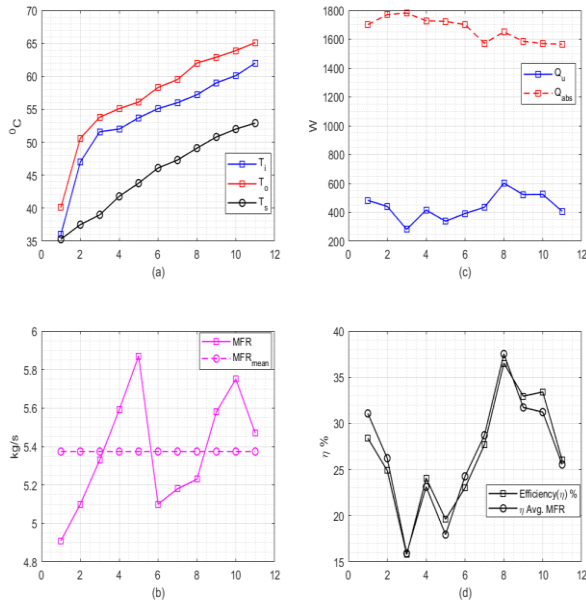 70
65
60
55
50
45
40
35
°C
0 2 4 6 8 10 12
(a)
T_i
T_o
T_s
1800
1600
1400
1200
1000
800
600
400
200
W
0 2 4 6 8 10 12
(c)
Q_u
Q_abs
6
5.8
5.6
5.4
5.2
5
4.8
kg/s
0 2 4 6 8 10 12
(b)
MFR
MFR_mean
40
35
30
25
20
15
η %
0 2 4 6 8 10 12
(d)
Efficiency(η) %
η Avg. MFR